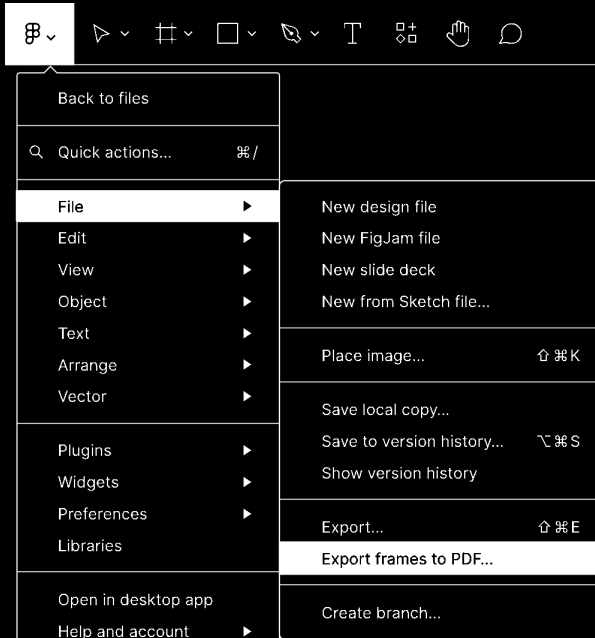 T
Back to files
Quick actions... ⌘/
File
Edit
View
Object
Text
Arrange
Vector
Plugins
Widgets
Preferences
Libraries
Open in desktop app
Help and account
New design file
New FigJam file
New slide deck
New from Sketch file...
Place image... ⇧⌘K
Save local copy...
Save to version history... ⌥⌘S
Show version history
Export... ⇧⌘E
Export frames to PDF...
Create branch...